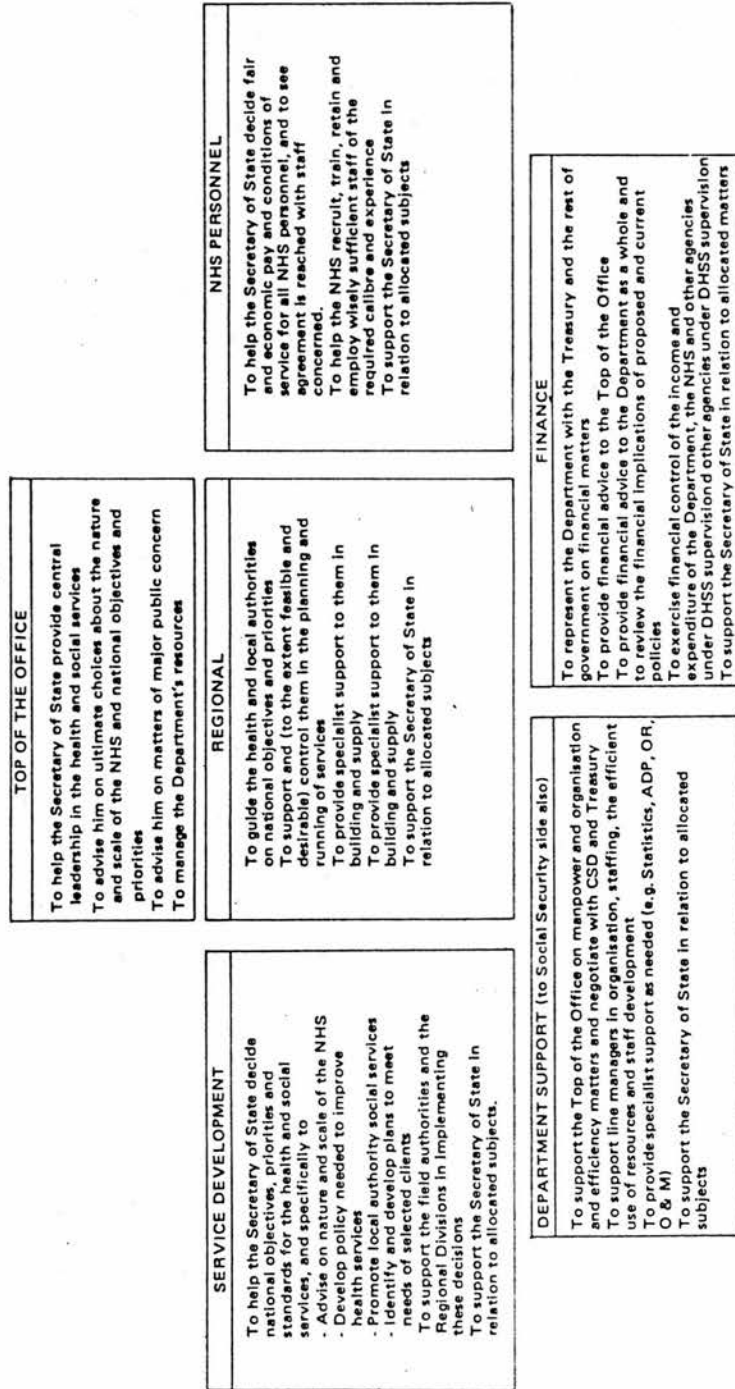 TOP OF THE OFFICE
To help the Secretary of State provide central
leadership in the health and social services
To advise him on ultimate choices about the nature
and scale of the NHS and national objectives and
priorities
To advise him on matters of major public concern
To manage the Department's resources
SERVICE DEVELOPMENT
To help the Secretary of State decide
national objectives, priorities and
standards for the health and social
services, and specifically to
- Advise on nature and scale of the NHS
- Develop policy needed to improve
health services
- Promote local authority social services
- Identify and develop plans to meet
needs of selected clients
To support the field authorities and the
Regional Divisions in Implementing
these decisions
To support the Secretary of State in
relation to allocated subjects.
REGIONAL
To guide the health and local authorities
on national objectives and priorities
To support and (to the extent feasible and
desirable) control them in the planning and
running of services
To provide specialist support to them in
building and supply
To provide specialist support to them in
building and supply
To support the Secretary of State in
relation to allocated subjects
NHS PERSONNEL
To help the Secretary of State decide fair
and economic pay and conditions of
service for all NHS personnel, and to see
agreement is reached with staff
concerned.
To help the NHS recruit, train, retain and
employ wisely sufficient staff of the
required calibre and experience
To support the Secretary of State in
relation to allocated subjects
DEPARTMENT SUPPORT (to Social Security side also)
To support the Top of the Office on manpower and organisation
and efficiency matters and negotiate with CSD and Treasury
To support line managers in organisation, staffing, the efficient
use of resources and staff development
To provide specialist support as needed (e.g. Statistics, ADP, OR,
O & M)
To support the Secretary of State in relation to allocated
subjects
FINANCE
To represent the Department with the Treasury and the rest of
government on financial matters
To provide financial advice to the Top of the Office
To provide financial advice to the Department as a whole and
to review the financial implications of proposed and current
policies
To exercise financial control of the income and
expenditure of the Department, the NHS and other agencies
under DHSS supervision d other agencies under DHSS supervision
To support the Secretary of State in relation to allocated matters